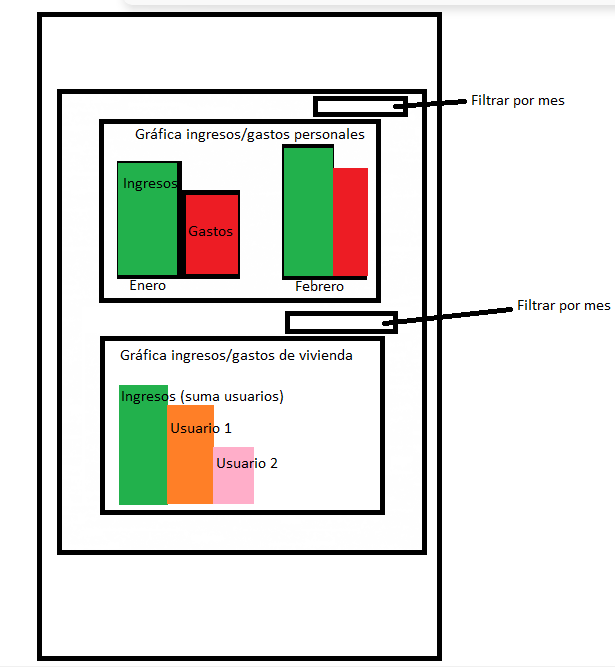 Filtrar por mes
Gráfica ingresos/gastos personales
Ingresos
Gastos
Enero
Febrero
Filtrar por mes
Gráfica ingresos/gastos de vivienda
Ingresos (suma usuarios)
Usuario 1
Usuario 2